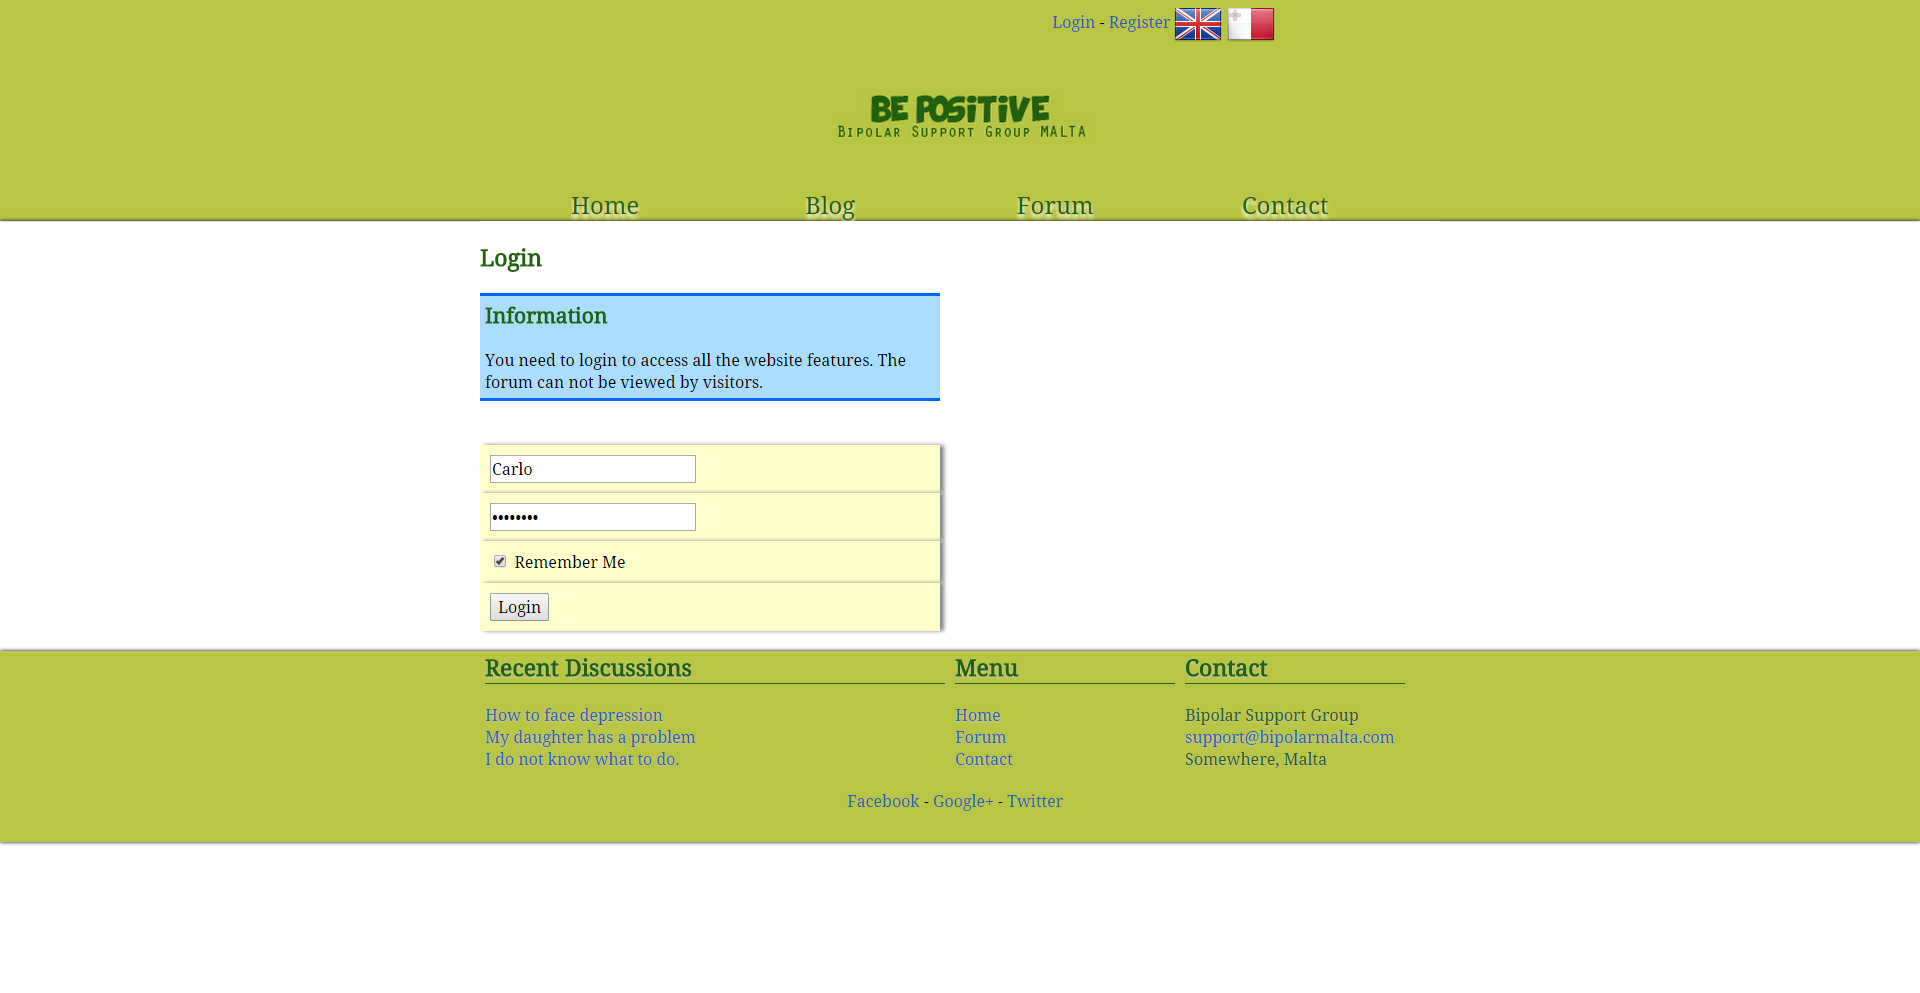 Login - Register
BE POSITIVE
BIPOLAR SUPPORT GROUP MALTA
Home Blog Forum Contact
Login
Information
You need to login to access all the website features. The
forum can not be viewed by visitors.
Carlo
••••••••
Remember Me
Login
Recent Discussions
How to face depression
My daughter has a problem
I do not know what to do.
Menu
Home
Forum
Contact
Contact
Bipolar Support Group
support@bipolarmalta.com
Somewhere, Malta
Facebook - Google+ - Twitter